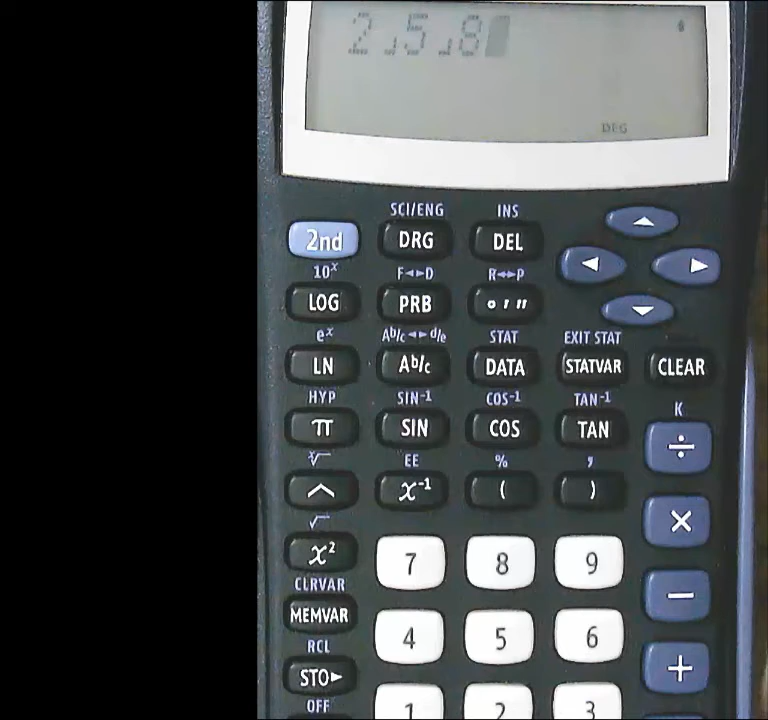 2⌟5⌟8
DEG
SCI/ENG INS
2nd DRG DEL
10ˣ F◄►D R◄►P
LOG PRB ° ' "
eˣ Ab/c◄►d/e STAT EXIT STAT
LN Ab/c DATA STATVAR CLEAR
HYP SIN⁻¹ COS⁻¹ TAN⁻¹ K
π SIN COS TAN ÷
ˣ√ EE % ,
^ x⁻¹ ( ) ×
√
x² 7 8 9
CLRVAR −
MEMVAR 4 5 6
RCL +
STO►
OFF 1 2 3